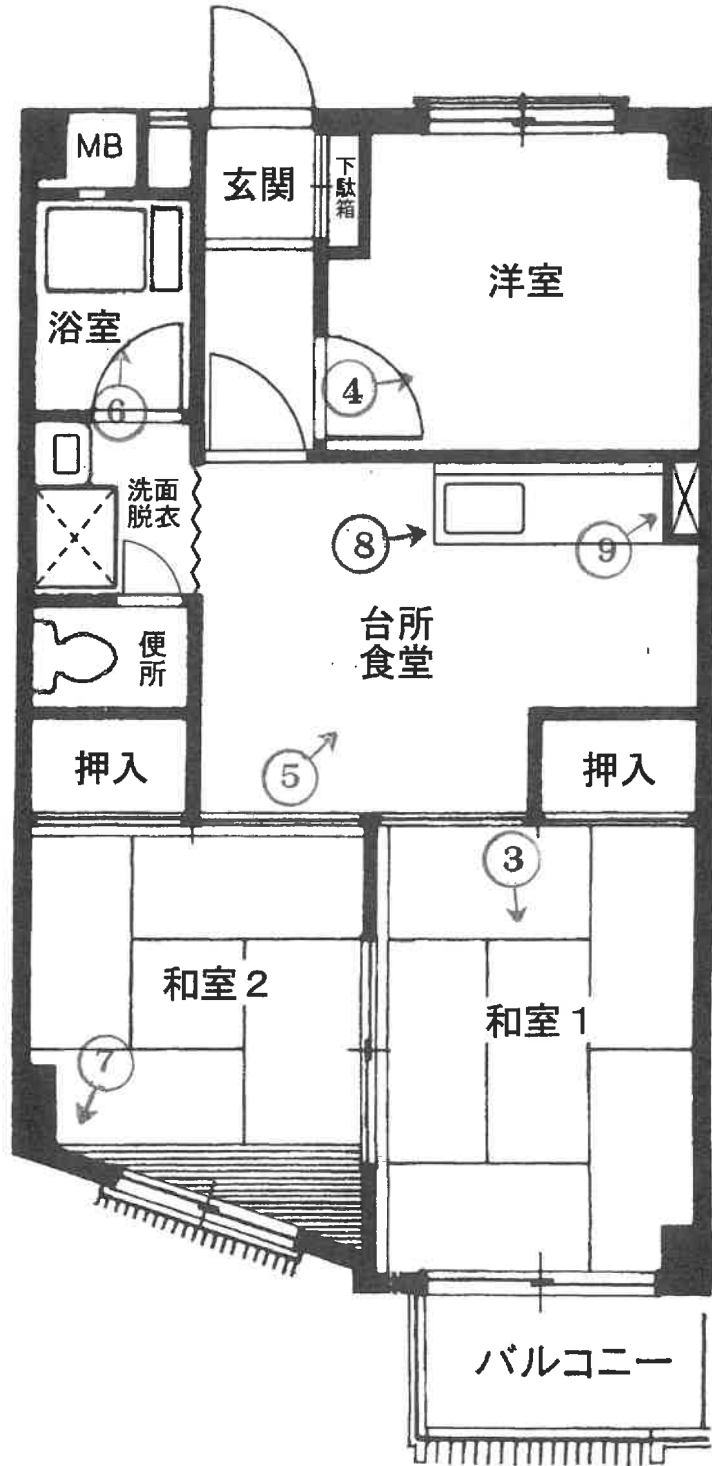 MB
玄関
下駄箱
洋室
浴室
④
⑥
洗面
脱衣
⑧
⑨
台所
食堂
便所
押入
⑤
押入
③
和室2
和室1
⑦
バルコニー